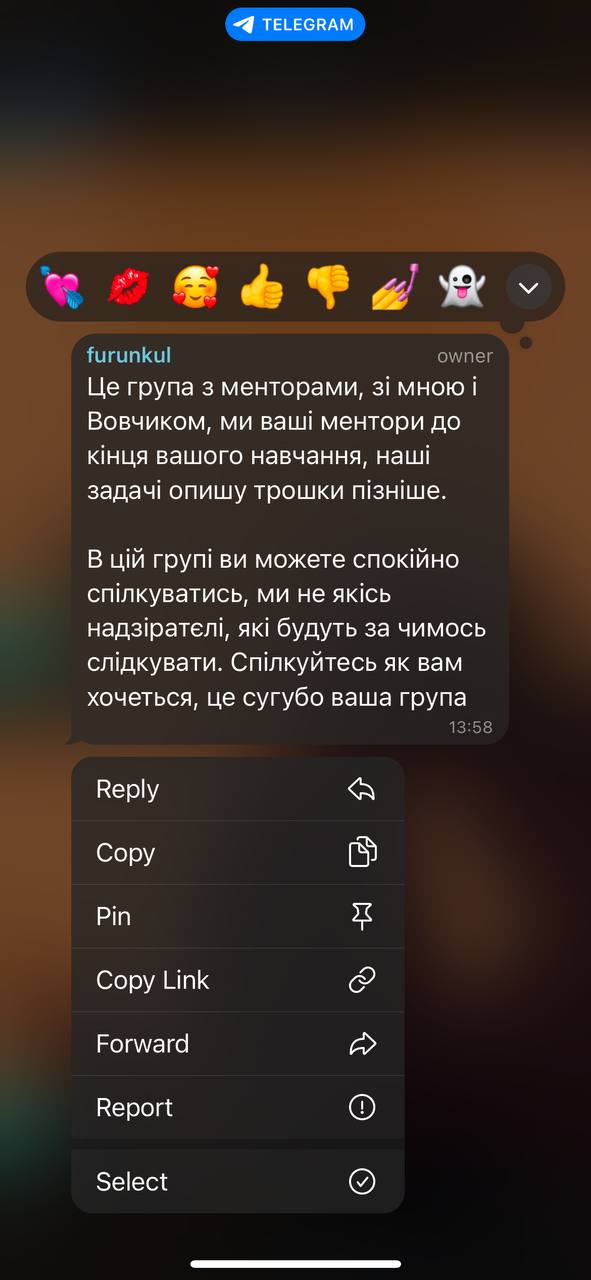 TELEGRAM
furunkul owner
Це група з менторами, зі мною і
Вовчиком, ми ваші ментори до
кінця вашого навчання, наші
задачі опишу трошки пізніше.
В цій групі ви можете спокійно
спілкуватись, ми не якісь
надзіратєлі, які будуть за чимось
слідкувати. Спілкуйтесь як вам
хочеться, це сугубо ваша група
13:58
Reply
Copy
Pin
Copy Link
Forward
Report
Select